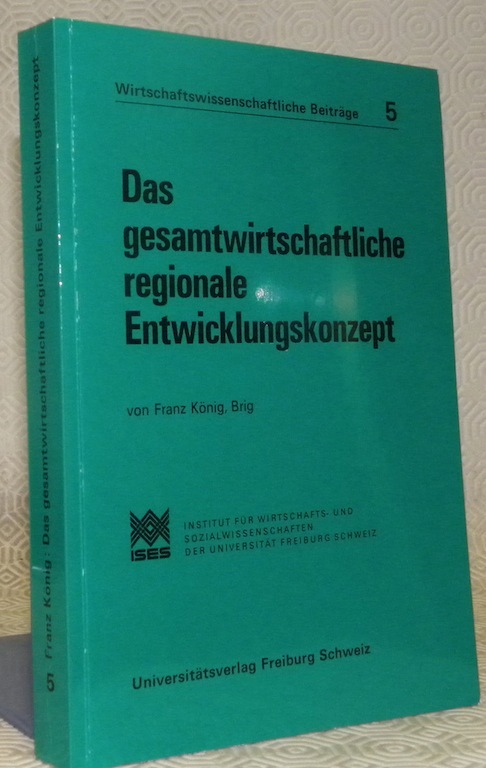 Wirtschaftswissenschaftliche Beiträge 5
Das
gesamtwirtschaftliche
regionale
Entwicklungskonzept
von Franz König, Brig
ISES
INSTITUT FÜR WIRTSCHAFTS- UND
SOZIALWISSENSCHAFTEN
DER UNIVERSITÄT FREIBURG SCHWEIZ
Universitätsverlag Freiburg Schweiz
5 Franz König: Das gesamtwirtschaftliche regionale Entwicklungskonzept